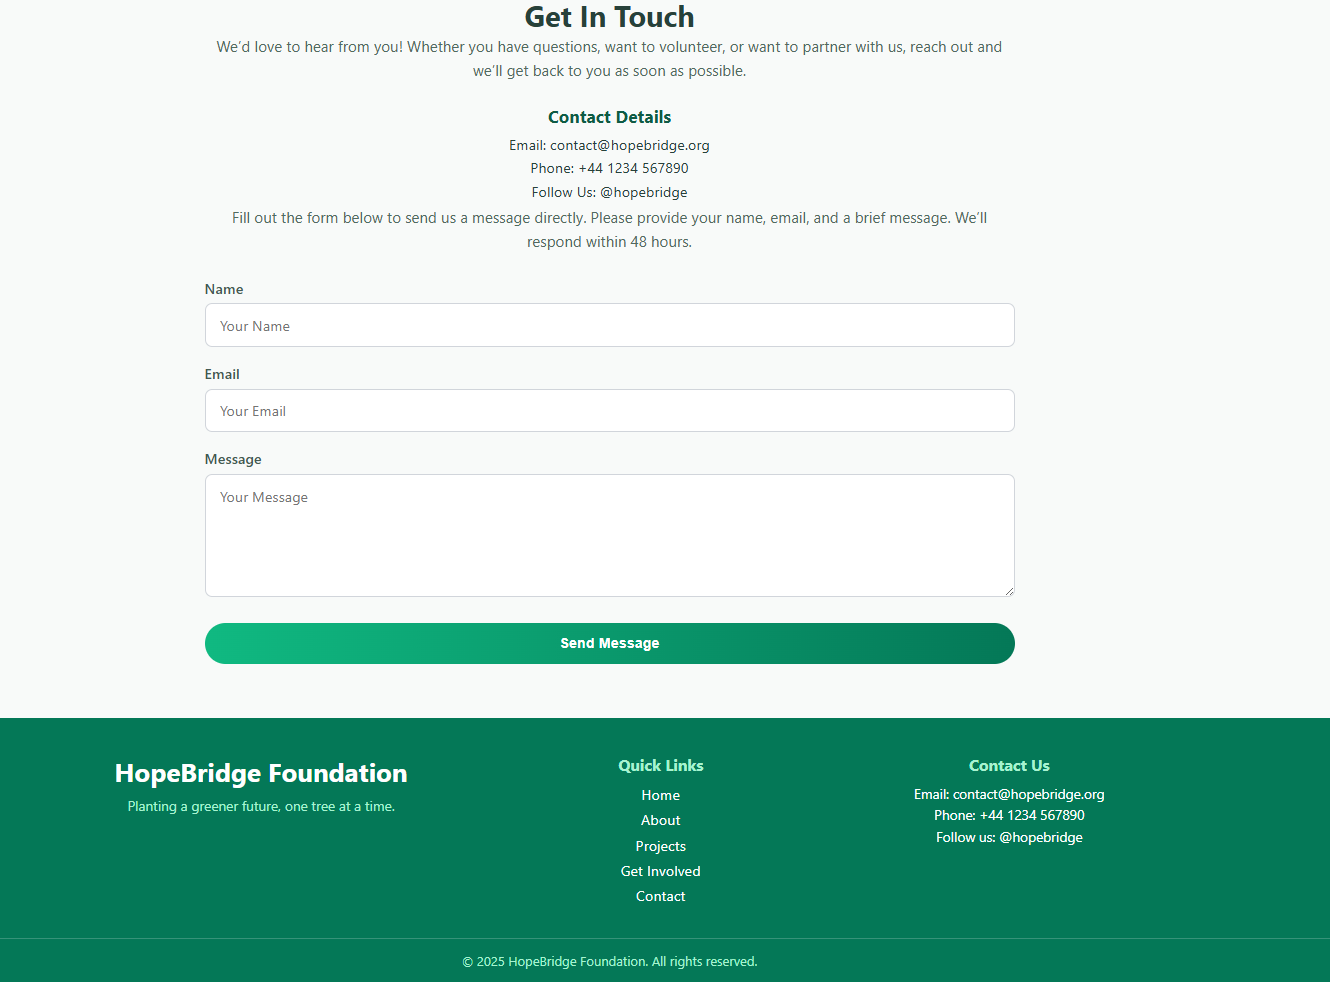 Get In Touch
We’d love to hear from you! Whether you have questions, want to volunteer, or want to partner with us, reach out and
we’ll get back to you as soon as possible.
Contact Details
Email: contact@hopebridge.org
Phone: +44 1234 567890
Follow Us: @hopebridge
Fill out the form below to send us a message directly. Please provide your name, email, and a brief message. We’ll
respond within 48 hours.
Name
Your Name
Email
Your Email
Message
Your Message
Send Message
HopeBridge Foundation
Planting a greener future, one tree at a time.
Quick Links
Home
About
Projects
Get Involved
Contact
Contact Us
Email: contact@hopebridge.org
Phone: +44 1234 567890
Follow us: @hopebridge
© 2025 HopeBridge Foundation. All rights reserved.